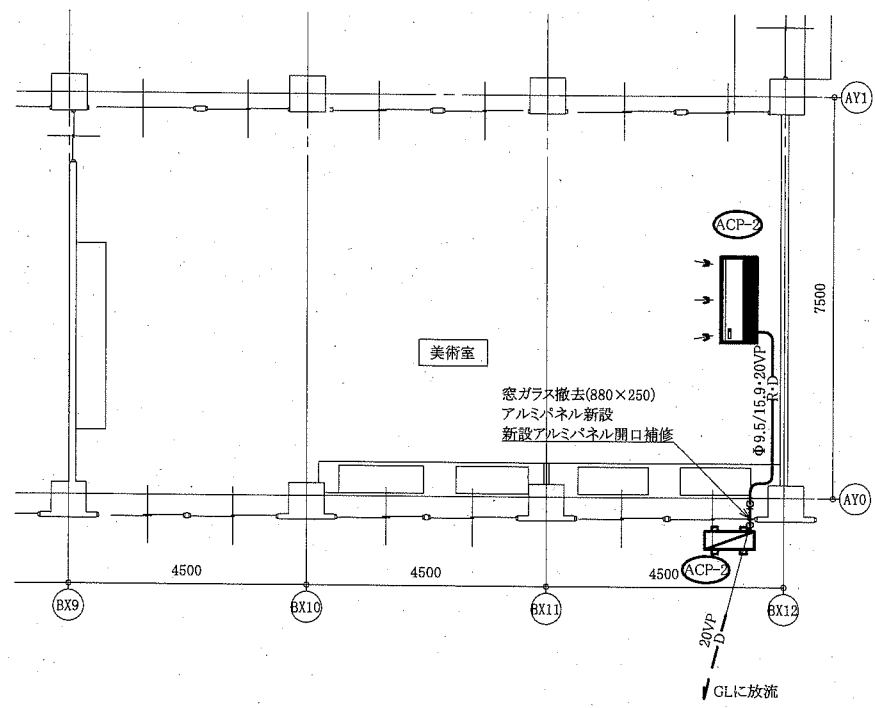 AY1
ACP-2
7500
美術室
Φ9.5/15.9・20VP
R・D
窓ガラス撤去(880×250)
アルミパネル新設
新設アルミパネル開口補修
AY0
4500
4500
4500
ACP-2
BX9
BX10
BX11
BX12
20VP
D
GLに放流